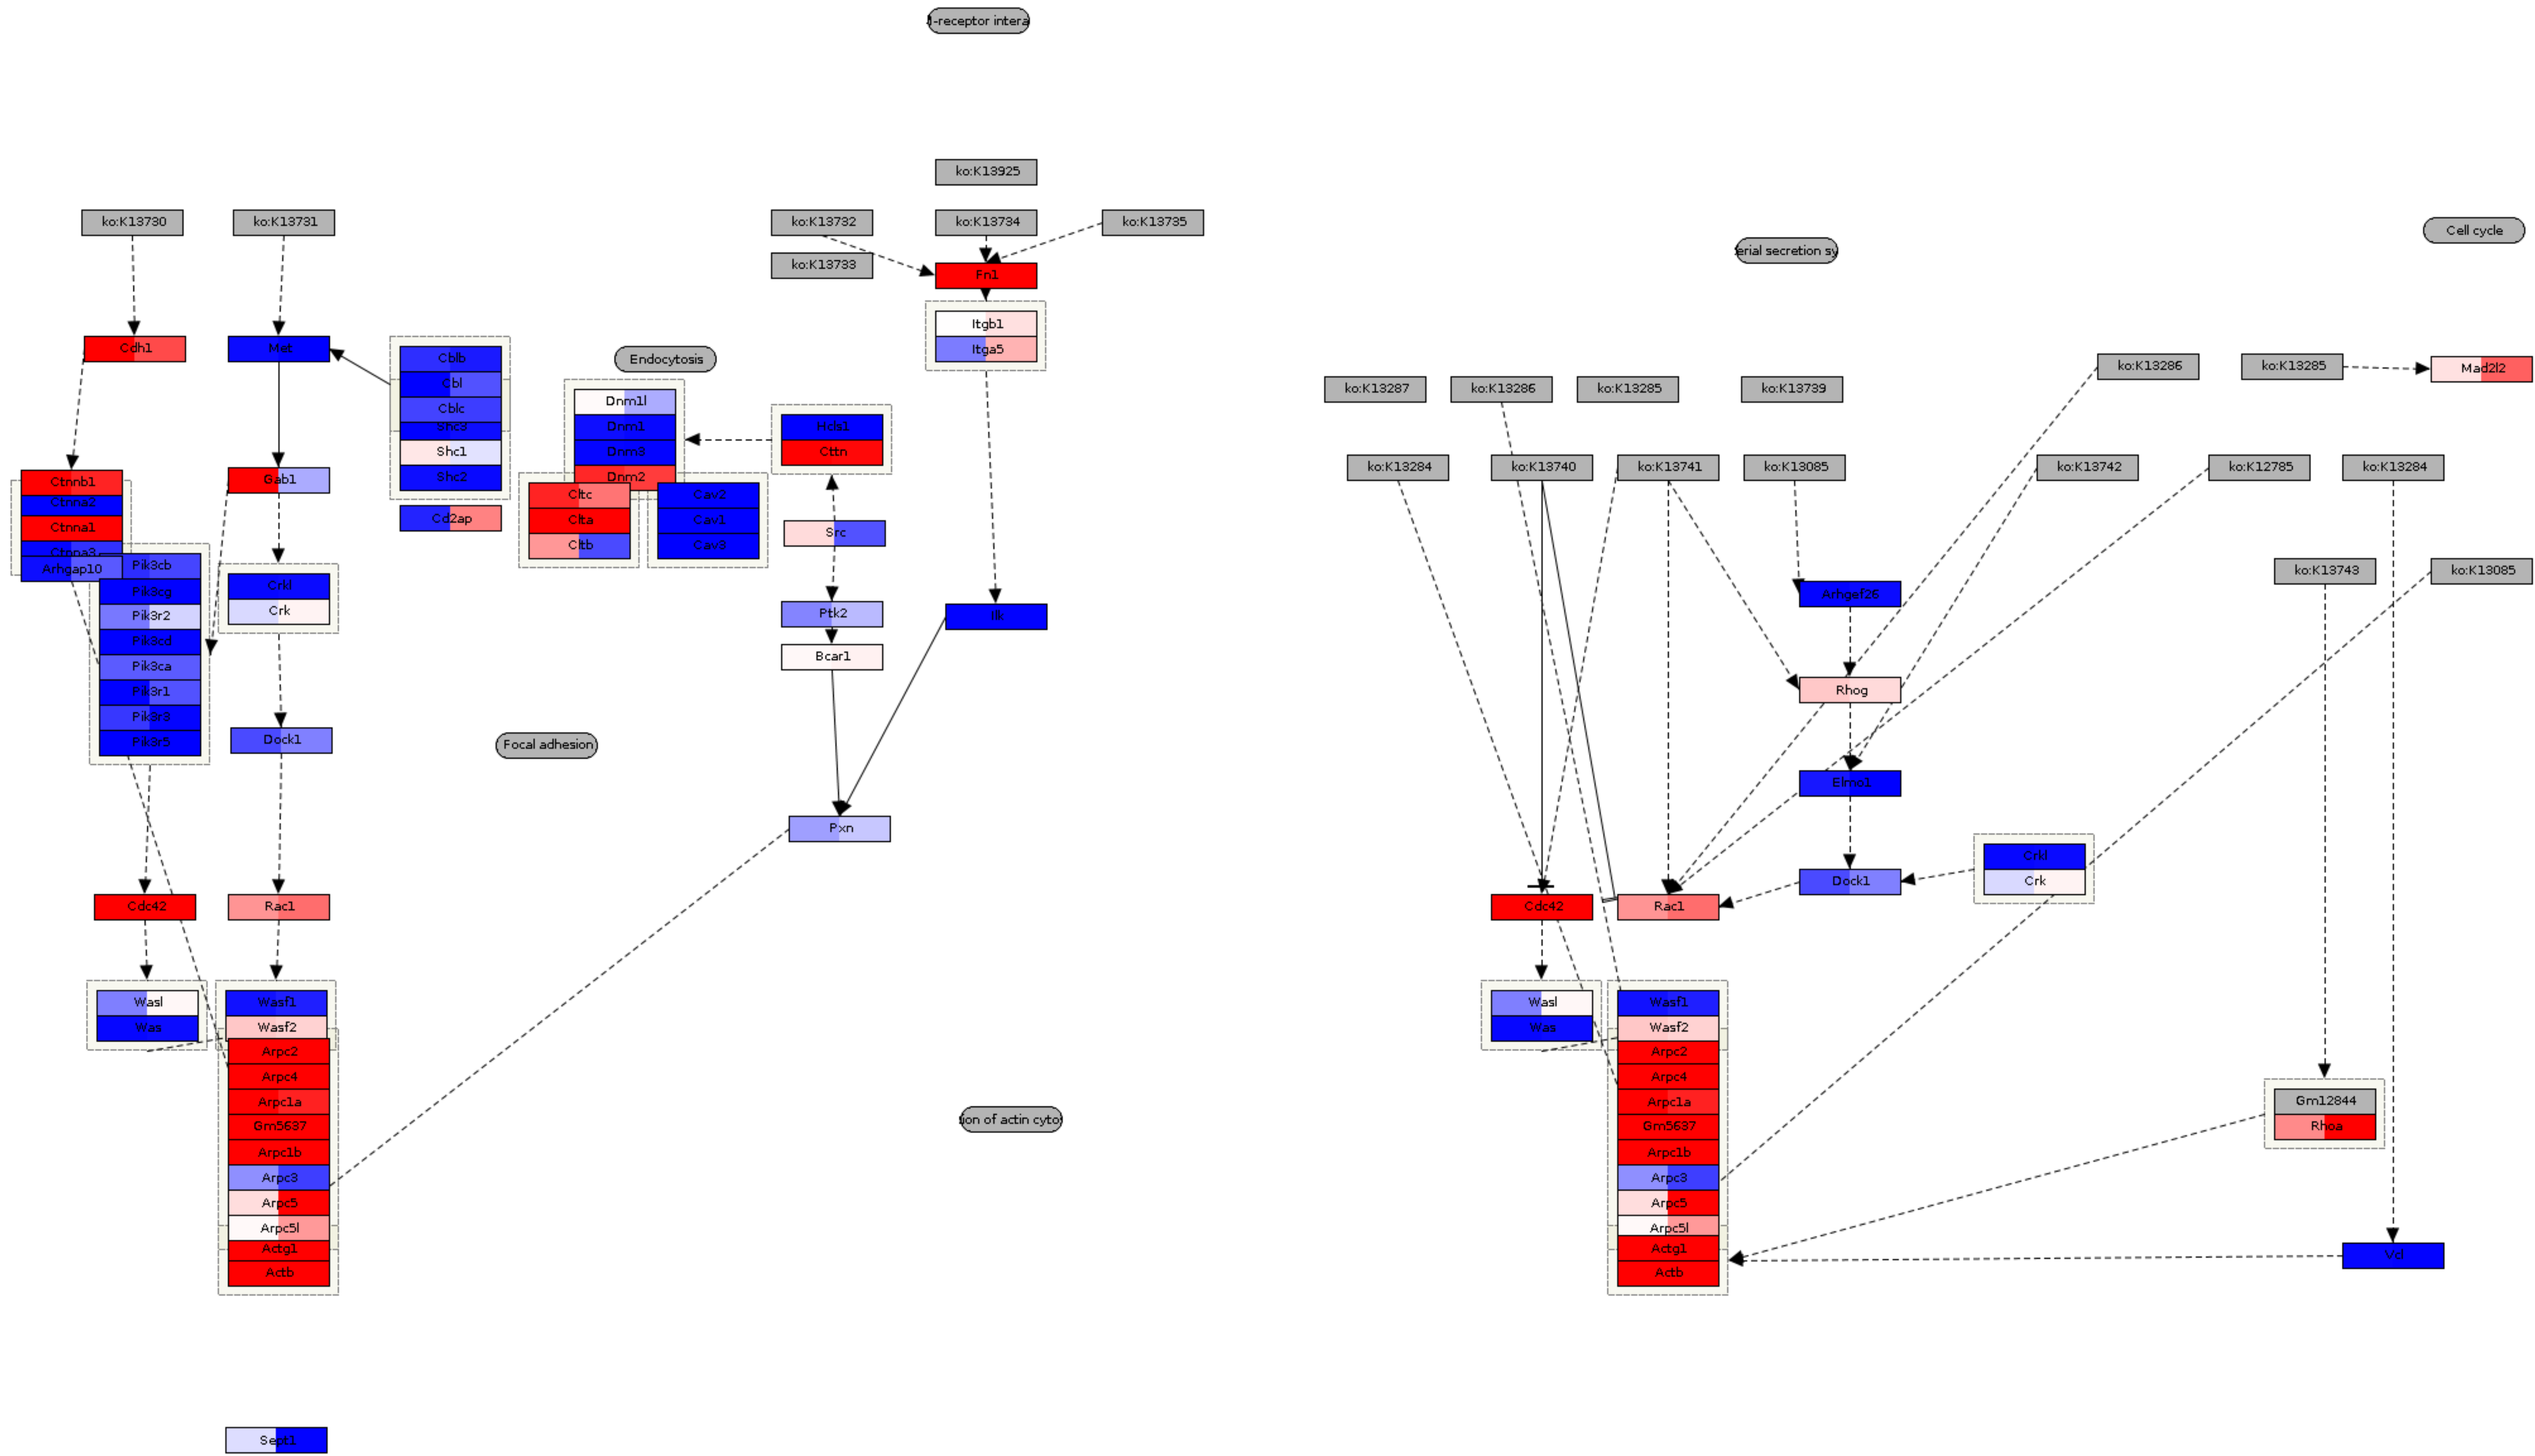 l-receptor intera
ko:K13925
ko:K13730
ko:K13731
ko:K13732
ko:K13734
ko:K13735
ko:K13733
Fn1
Itgb1
Itga5
Cdh1
Met
Cblb
Cbl
Cblc
Shc3
Shc1
Shc2
Cd2ap
Endocytosis
Dnm1l
Dnm1
Dnm3
Dnm2
Cltc
Clta
Cltb
Cav2
Cav1
Cav3
Hcls1
Cttn
Src
Ptk2
Bcar1
Ilk
Pxn
Ctnnb1
Ctnna2
Ctnna1
Ctnna3
Arhgap10
Pik3cb
Pik3cg
Pik3r2
Pik3cd
Pik3ca
Pik3r1
Pik3r3
Pik3r5
Gab1
Crkl
Crk
Dock1
Focal adhesion
Cdc42
Rac1
Wasl
Was
Wasf1
Wasf2
Arpc2
Arpc4
Arpc1a
Gm5637
Arpc1b
Arpc3
Arpc5
Arpc5l
Actg1
Actb
Sept1
ion of actin cyto
erial secretion sy
Cell cycle
ko:K13287
ko:K13286
ko:K13285
ko:K13739
ko:K13286
ko:K13285
Mad2l2
ko:K13284
ko:K13740
ko:K13741
ko:K13085
ko:K13742
ko:K12785
ko:K13284
ko:K13743
ko:K13085
Arhgef26
Rhog
Elmo1
Dock1
Crkl
Crk
Cdc42
Rac1
Wasl
Was
Wasf1
Wasf2
Arpc2
Arpc4
Arpc1a
Gm5637
Arpc1b
Arpc3
Arpc5
Arpc5l
Actg1
Actb
Gm12844
Rhoa
Vcl